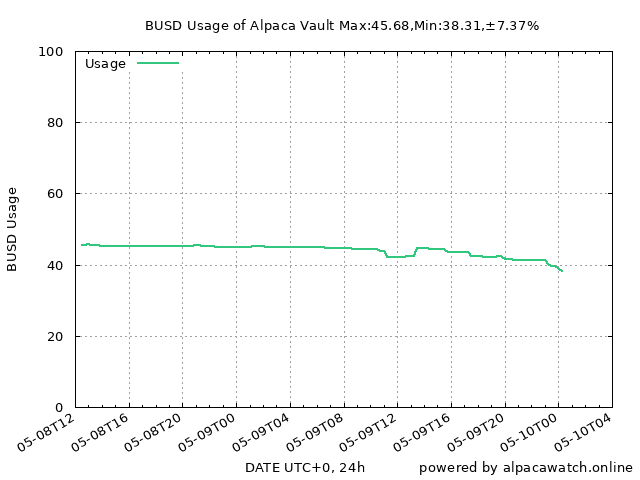 BUSD Usage of Alpaca Vault Max:45.68,Min:38.31,±7.37%
Usage
BUSD Usage
100
80
60
40
20
0
05-08T12
05-08T16
05-08T20
05-09T00
05-09T04
05-09T08
05-09T12
05-09T16
05-09T20
05-10T00
05-10T04
DATE UTC+0, 24h
powered by alpacawatch.online